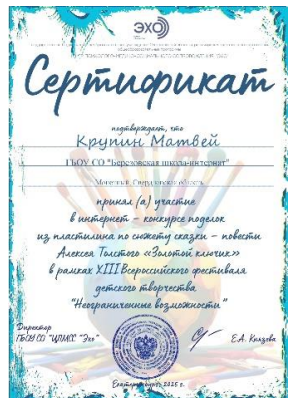 ЭХО
Сертификат
подтверждает, что
Крупин Матвей
ГБОУ СО "Березовская школа-интернат"
Свердловская область
принял (а) участие
в интернет – конкурсе поделок
из пластилина по сюжету сказки – повести
Алексея Толстого «Золотой ключик»
в рамках XIII Всероссийского фестиваля
детского творчества
"Неограниченные возможности"
Директор
ГБОУ СО "ЦПМСС "Эхо"
Е.А.
Екатеринбург 2025 г.